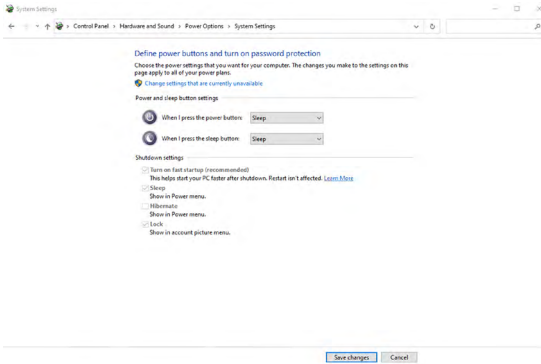 System Settings
Control Panel > Hardware and Sound > Power Options > System Settings
Define power buttons and turn on password protection
Choose the power settings that you want for your computer. The changes you make to the settings on this
page apply to all of your power plans.
Change settings that are currently unavailable
Power and sleep button settings
When I press the power button: Sleep
When I press the sleep button: Sleep
Shutdown settings
Turn on fast startup (recommended)
This helps start your PC faster after shutdown. Restart isn't affected. Learn More
Sleep
Show in Power menu.
Hibernate
Show in Power menu.
Lock
Show in account picture menu.
Save changes Cancel